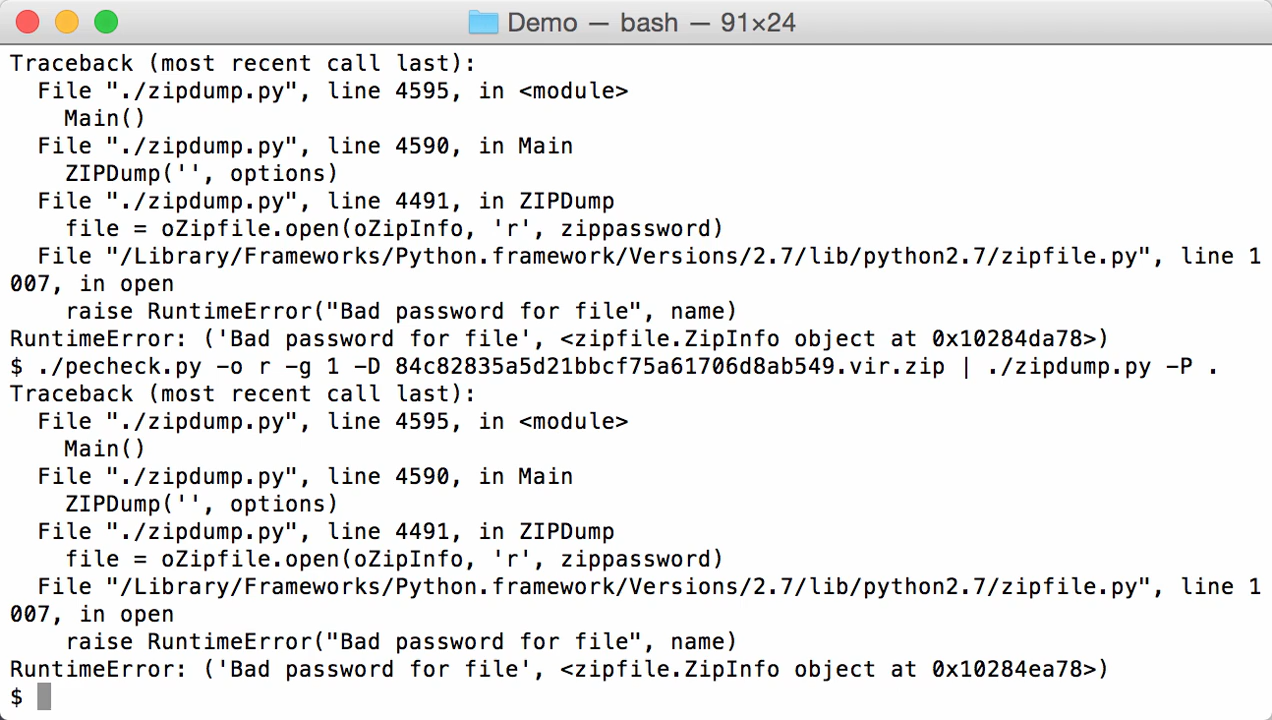 Demo — bash — 91×24
Traceback (most recent call last):
  File "./zipdump.py", line 4595, in <module>
    Main()
  File "./zipdump.py", line 4590, in Main
    ZIPDump('', options)
  File "./zipdump.py", line 4491, in ZIPDump
    file = oZipfile.open(oZipInfo, 'r', zippassword)
  File "/Library/Frameworks/Python.framework/Versions/2.7/lib/python2.7/zipfile.py", line 1
007, in open
    raise RuntimeError("Bad password for file", name)
RuntimeError: ('Bad password for file', <zipfile.ZipInfo object at 0x10284da78>)
$ ./pecheck.py -o r -g 1 -D 84c82835a5d21bbcf75a61706d8ab549.vir.zip | ./zipdump.py -P .
Traceback (most recent call last):
  File "./zipdump.py", line 4595, in <module>
    Main()
  File "./zipdump.py", line 4590, in Main
    ZIPDump('', options)
  File "./zipdump.py", line 4491, in ZIPDump
    file = oZipfile.open(oZipInfo, 'r', zippassword)
  File "/Library/Frameworks/Python.framework/Versions/2.7/lib/python2.7/zipfile.py", line 1
007, in open
    raise RuntimeError("Bad password for file", name)
RuntimeError: ('Bad password for file', <zipfile.ZipInfo object at 0x10284ea78>)
$